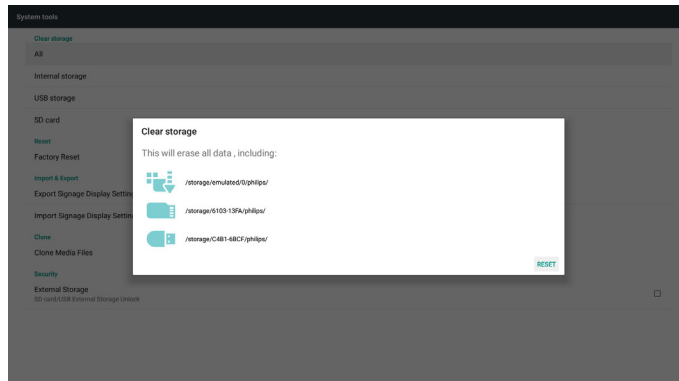 System tools
Clear storage
All
Internal storage
USB storage
SD card
Reset
Factory Reset
Import & Export
Export Signage Display Setting
Import Signage Display Settin
Clone
Clone Media Files
Security
External Storage
SD card/USB External Storage Unlock
Clear storage
This will erase all data , including:
/storage/emulated/0/philips/
/storage/6103-13FA/philips/
/storage/C4B1-6BCF/philips/
RESET